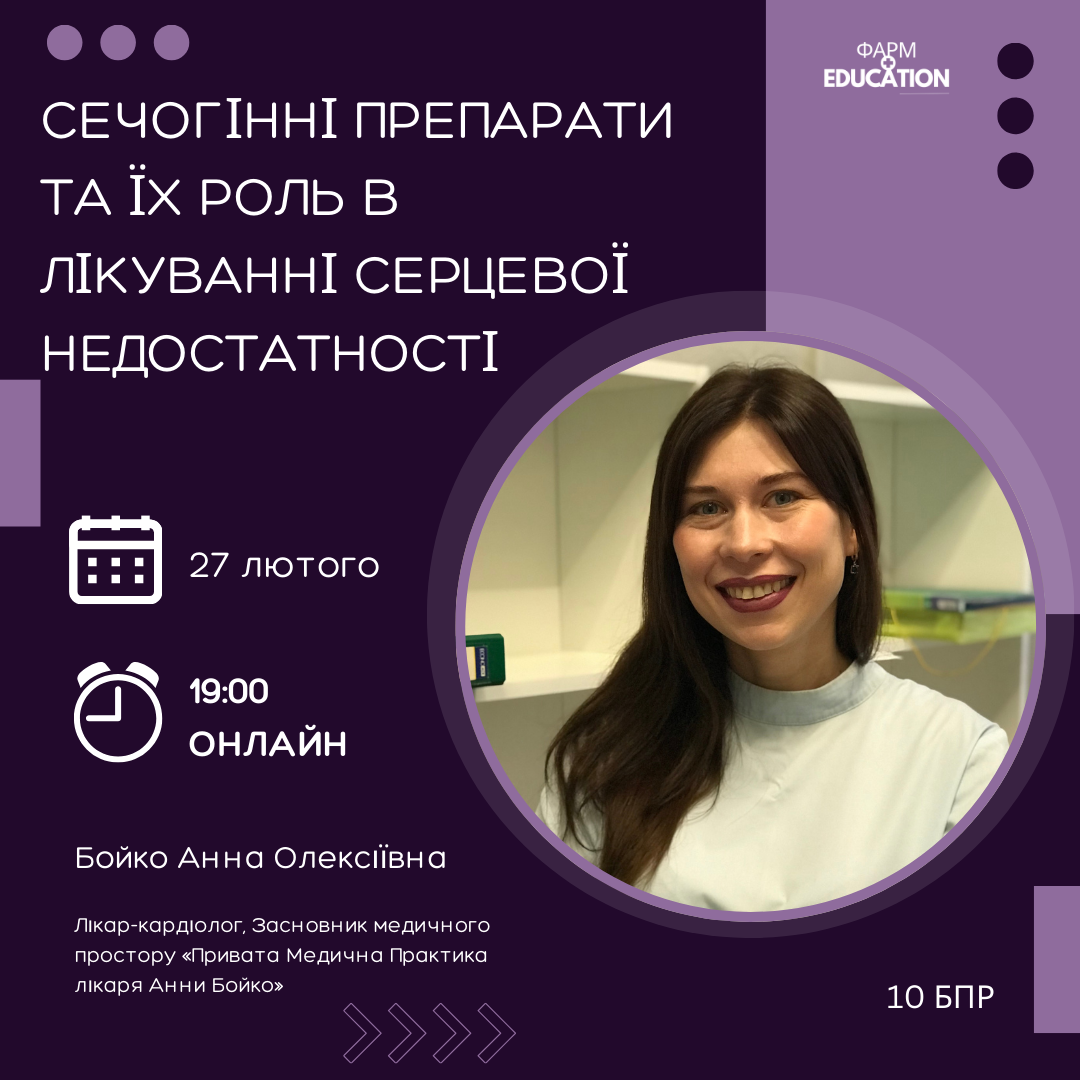 ФАРМ
EDUCATION
СЕЧОГІННІ ПРЕПАРАТИ
ТА ЇХ РОЛЬ В
ЛІКУВАННІ СЕРЦЕВОЇ
НЕДОСТАТНОСТІ
27 ЛЮТОГО
19:00
ОНЛАЙН
Бойко Анна Олексіївна
Лікар-кардіолог, Засновник медичного
простору «Привата Медична Практика
лікаря Анни Бойко»
10 БПР